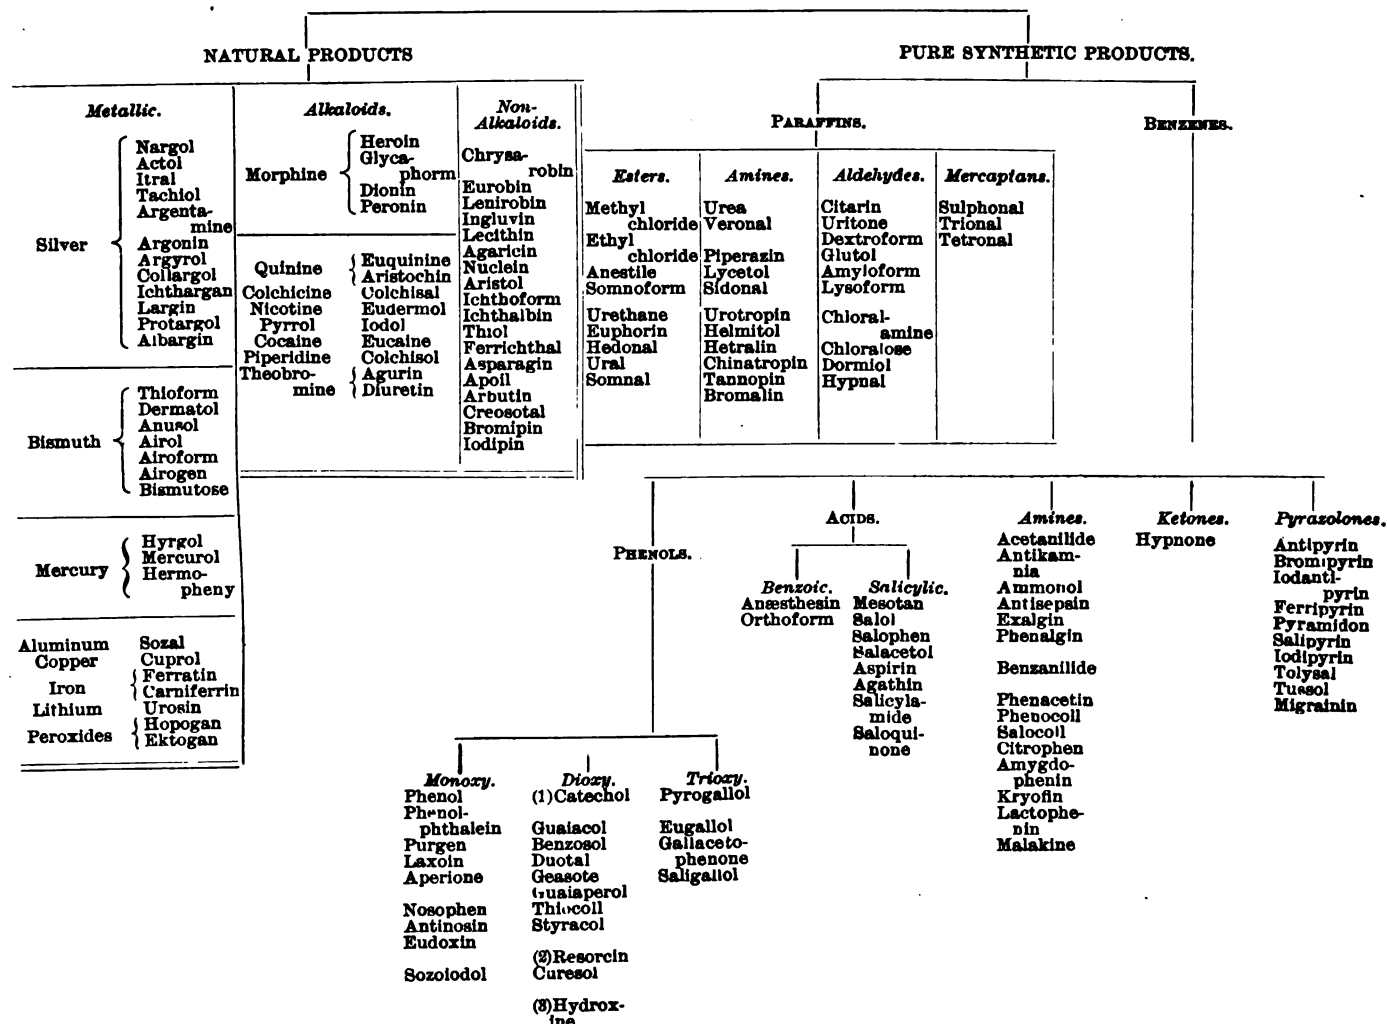 NATURAL PRODUCTS
PURE SYNTHETIC PRODUCTS.
Metallic.
Silver
Nargol
Actol
Itral
Tachiol
Argenta-
mine
Argonin
Argyrol
Collargol
Ichthargan
Largin
Protargol
Albargin
Bismuth
Thioform
Dermatol
Anusol
Airol
Airoform
Airogen
Bismutose
Mercury
Hyrgol
Mercurol
Hermo-
pheny
Aluminum Sozal
Copper Cuprol
Iron
Ferratin
Carniferrin
Lithium Urosin
Peroxides
Hopogan
Ektogan
Alkaloids.
Morphine
Heroin
Glyca-
phorm
Dionin
Peronin
Quinine
Euquinine
Aristochin
Colchicine Colchisal
Nicotine Eudermol
Pyrrol Iodol
Cocaine Eucaine
Piperidine Colchisol
Theobro-
mine
Agurin
Diuretin
Non-
Alkaloids.
Chrysa-
robin
Eurobin
Lenirobin
Ingluvin
Lecithin
Agaricin
Nuclein
Aristol
Ichthoform
Ichthalbin
Thiol
Ferrichthal
Asparagin
Apoil
Arbutin
Creosotal
Bromipin
Iodipin
PARAFFINS.
Esters.
Methyl
chloride
Ethyl
chloride
Anestile
Somnoform
Urethane
Euphorin
Hedonal
Ural
Somnal
Amines.
Urea
Veronal
Piperazin
Lycetol
Sidonal
Urotropin
Helmitol
Hetralin
Chinatropin
Tannopin
Bromalin
Aldehydes.
Citarin
Uritone
Dextroform
Glutol
Amyloform
Lysoform
Chloral-
amine
Chloralose
Dormiol
Hypnal
Mercaptans.
Sulphonal
Trional
Tetronal
BENZENES.
PHENOLS.
Monoxy.
Phenol
Phenol-
phthalein
Purgen
Laxoin
Aperione
Nosophen
Antinosin
Eudoxin
Sozoiodol
Dioxy.
(1)Catechol
Guaiacol
Benzosol
Duotal
Geasote
Guaiaperol
Thiocoll
Styracol
(2)Resorcin
Curesol
(3)Hydrox-
ine
Trioxy.
Pyrogallol
Eugallol
Gallaceto-
phenone
Saligallol
ACIDS.
Benzoic.
Anæsthesin
Orthoform
Salicylic.
Mesotan
Salol
Salophen
Salacetol
Aspirin
Agathin
Salicyla-
mide
Saloqui-
none
Amines.
Acetanilide
Antikam-
nia
Ammonol
Antisepsin
Exalgin
Phenalgin
Benzanilide
Phenacetin
Phenocoll
Salocoll
Citrophen
Amygdo-
phenin
Kryofin
Lactophe-
nin
Malakine
Ketones.
Hypnone
Pyrazolones.
Antipyrin
Bromipyrin
Iodanti-
pyrin
Ferripyrin
Pyramidon
Salipyrin
Iodipyrin
Tolysal
Tussol
Migrainin